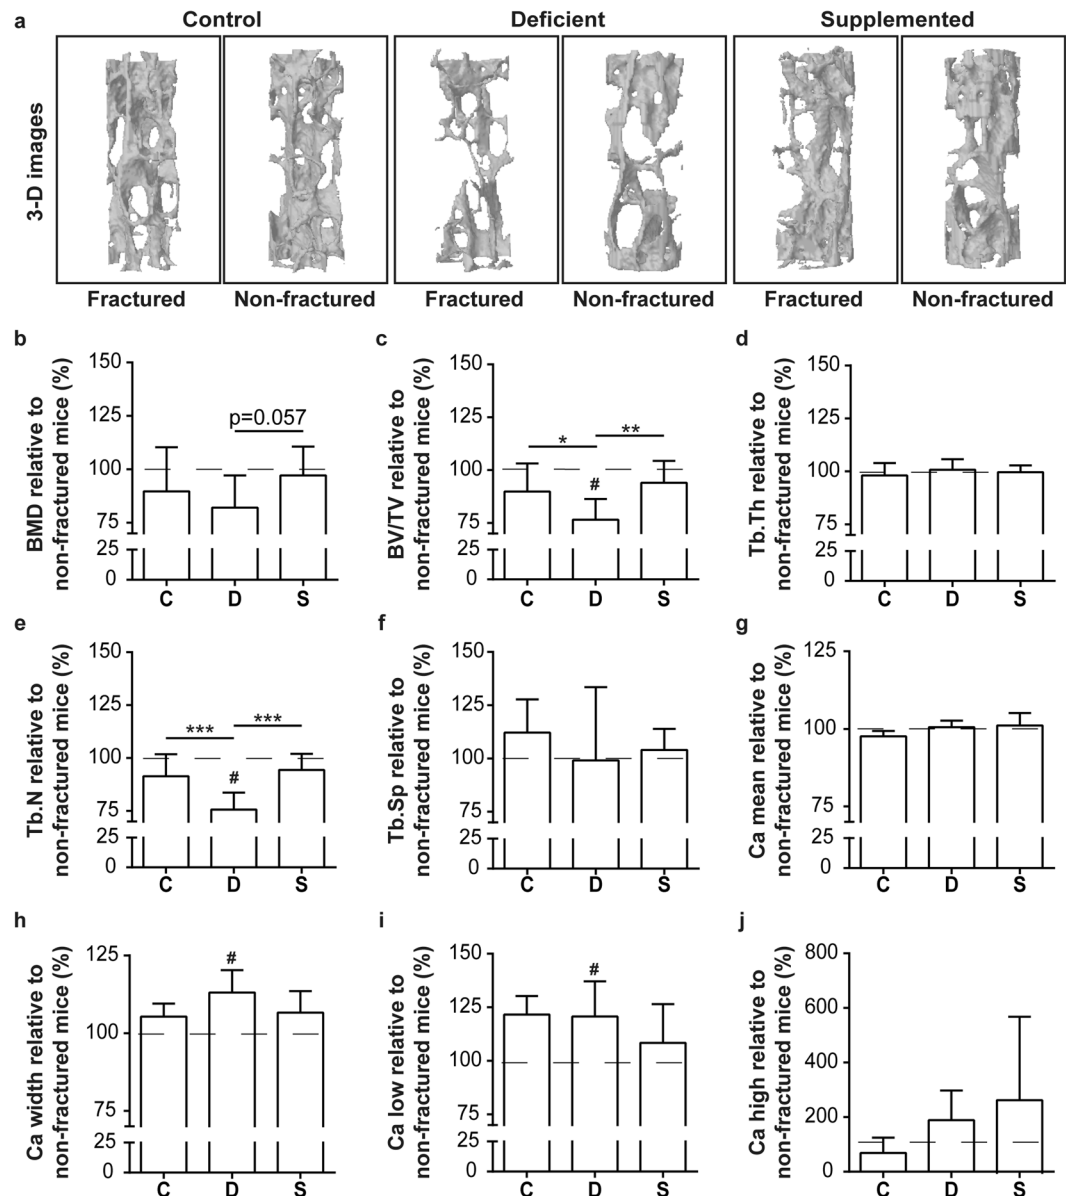 a
Control
Deficient
Supplemented
3-D images
Fractured
Non-fractured
Fractured
Non-fractured
Fractured
Non-fractured
b
BMD relative to
non-fractured mice (%)
150
125
100
75
25
0
p=0.057
C
D
S
c
BV/TV relative to
non-fractured mice (%)
150
125
100
75
25
0
*
**
#
C
D
S
d
Tb.Th relative to
non-fractured mice (%)
150
125
100
75
25
0
C
D
S
e
Tb.N relative to
non-fractured mice (%)
150
125
100
75
25
0
***
***
#
C
D
S
f
Tb.Sp relative to
non-fractured mice (%)
150
125
100
75
25
0
C
D
S
g
Ca mean relative to
non-fractured mice (%)
125
100
75
25
0
C
D
S
h
Ca width relative to
non-fractured mice (%)
125
100
75
25
0
#
C
D
S
i
Ca low relative to
non-fractured mice (%)
150
125
100
75
25
0
#
C
D
S
j
Ca high relative to
non-fractured mice (%)
800
600
400
200
0
C
D
S